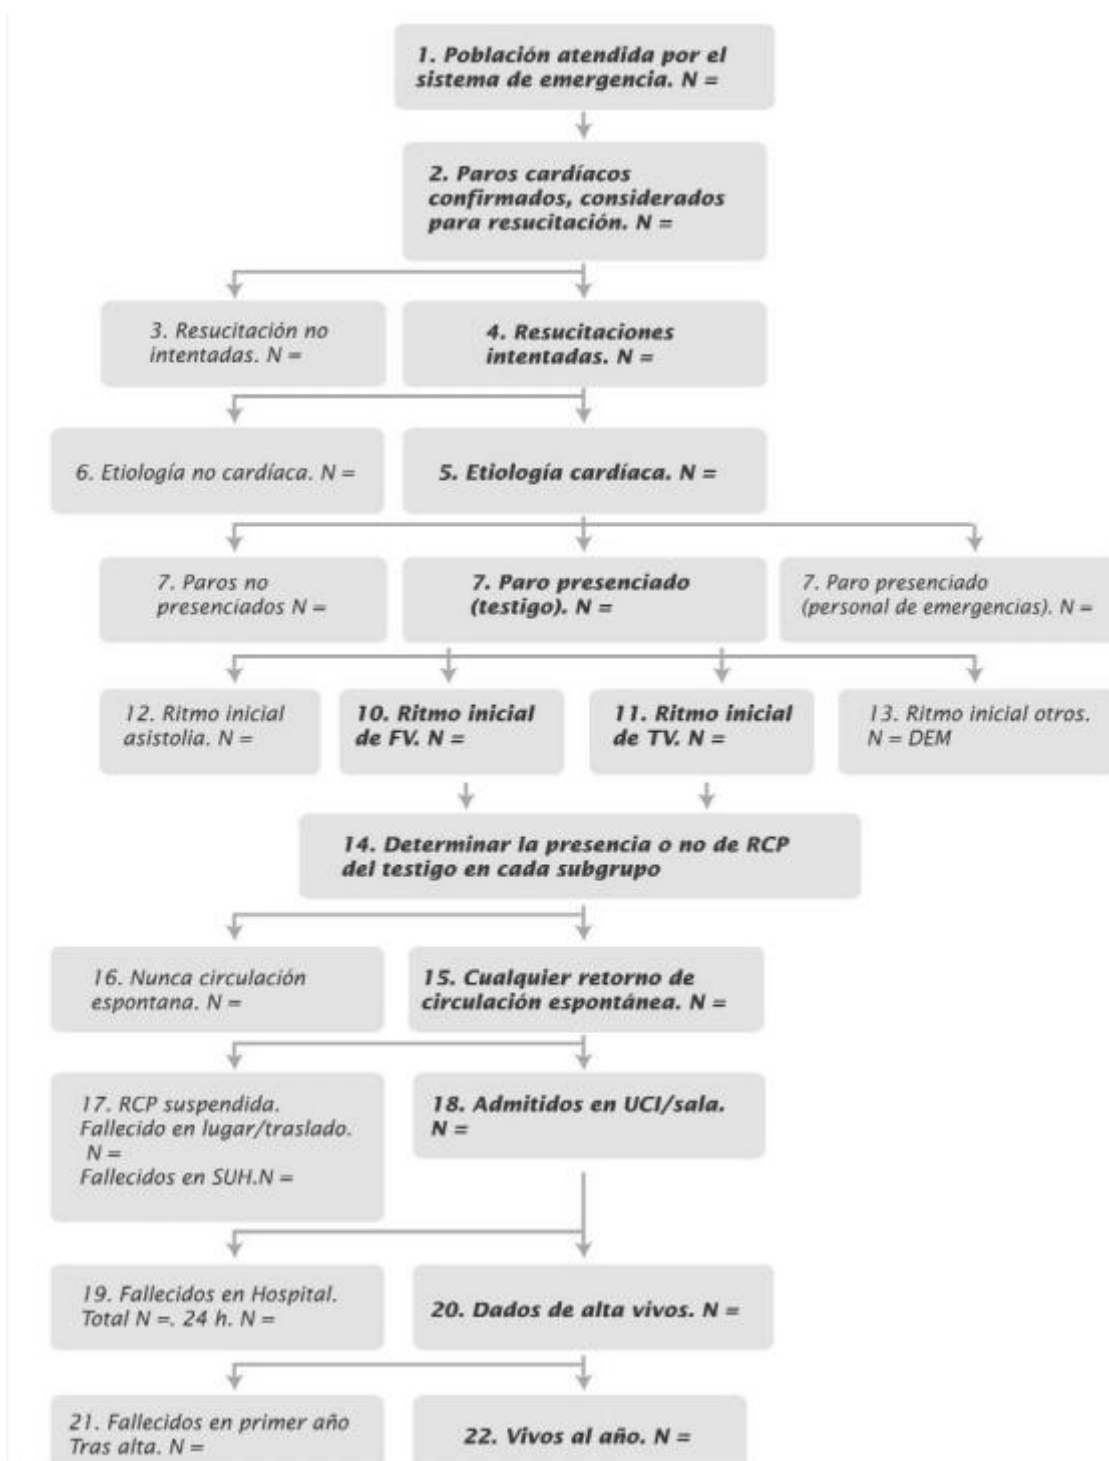 1. Población atendida por el
sistema de emergencia. N =
2. Paros cardíacos
confirmados, considerados
para resucitación. N =
3. Resucitación no
intentadas. N =
4. Resucitaciones
intentadas. N =
6. Etiología no cardíaca. N =
5. Etiología cardíaca. N =
7. Paros no
presenciados N =
7. Paro presenciado
(testigo). N =
7. Paro presenciado
(personal de emergencias). N =
12. Ritmo inicial
asistolia. N =
10. Ritmo inicial
de FV. N =
11. Ritmo inicial
de TV. N =
13. Ritmo inicial otros.
N = DEM
14. Determinar la presencia o no de RCP
del testigo en cada subgrupo
16. Nunca circulación
espontana. N =
15. Cualquier retorno de
circulación espontánea. N =
17. RCP suspendida.
Fallecido en lugar/traslado.
N =
Fallecidos en SUH.N =
18. Admitidos en UCI/sala.
N =
19. Fallecidos en Hospital.
Total N =. 24 h. N =
20. Dados de alta vivos. N =
21. Fallecidos en primer año
Tras alta. N =
22. Vivos al año. N =